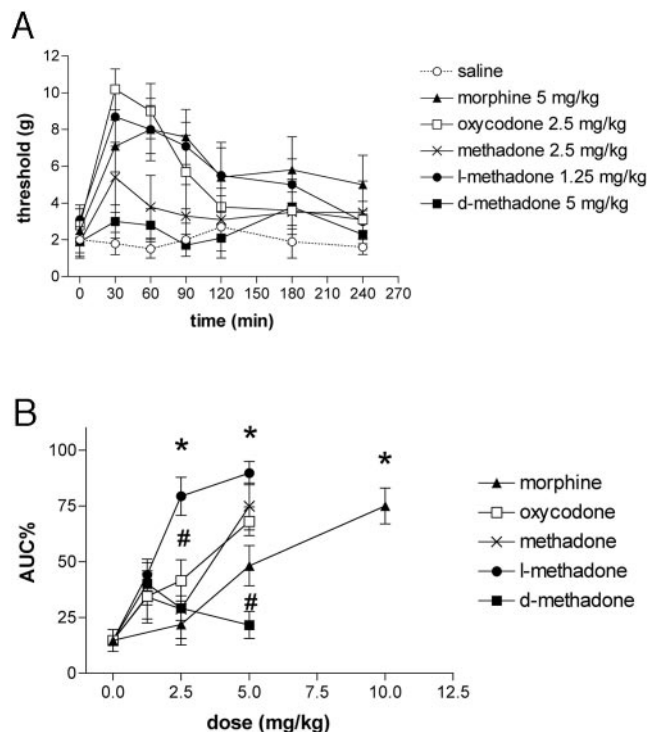 A
12
10
8
6
4
2
0
threshold (g)
0 30 60 90 120 150 180 210 240 270
time (min)
saline
morphine 5 mg/kg
oxycodone 2.5 mg/kg
methadone 2.5 mg/kg
l-methadone 1.25 mg/kg
d-methadone 5 mg/kg
B
100
75
50
25
0
AUC%
* * *
#
#
0.0 2.5 5.0 7.5 10.0 12.5
dose (mg/kg)
morphine
oxycodone
methadone
l-methadone
d-methadone